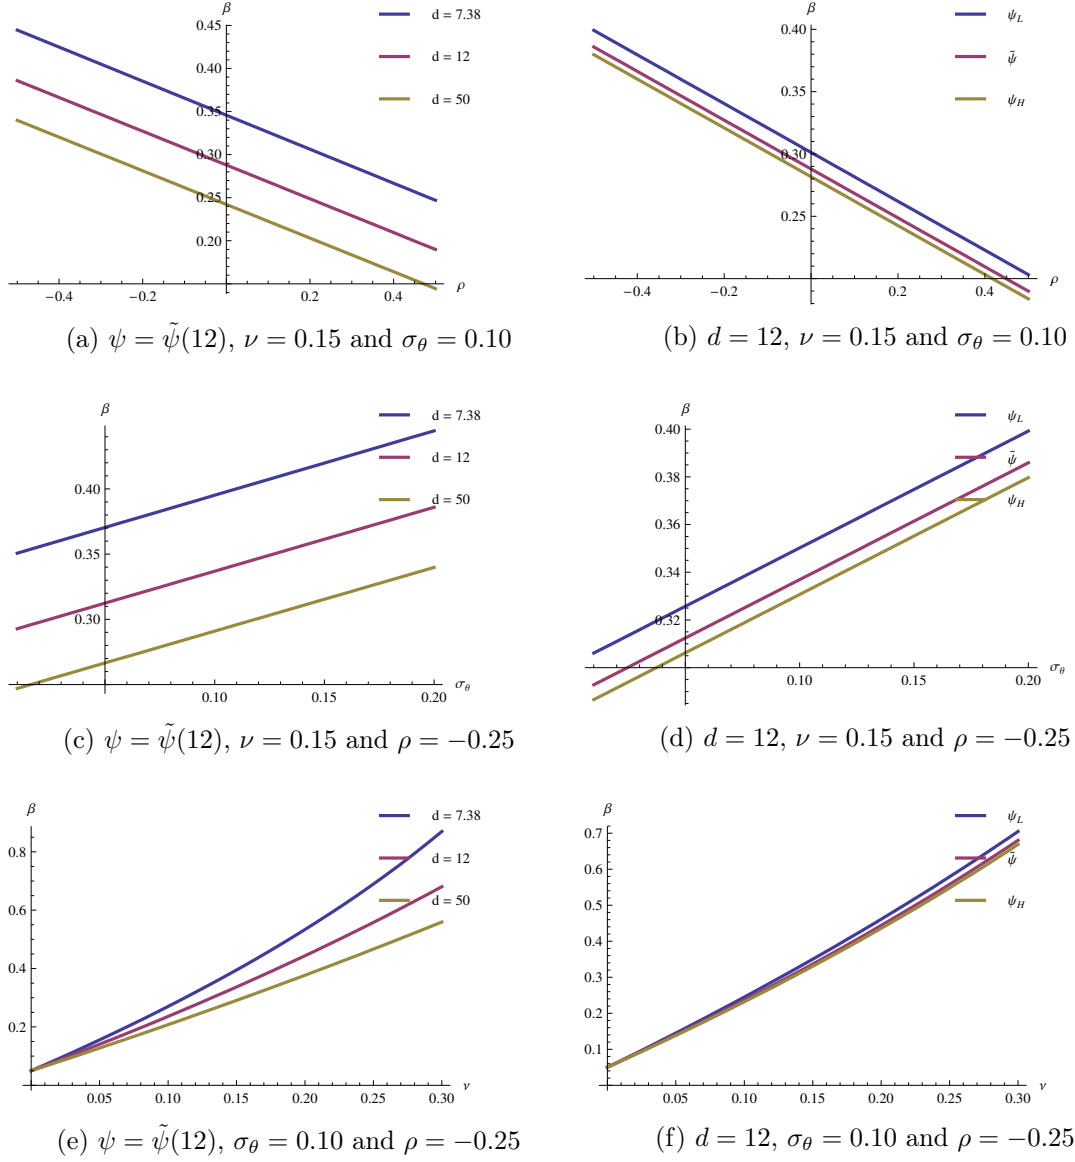 β
d = 7.38
d = 12
d = 50
0.45
0.40
0.35
0.30
0.25
0.20
-0.4
-0.2
0.2
0.4
ρ
(a) ψ = ψ̃(12), ν = 0.15 and σ_θ = 0.10
β
ψ_L
ψ̃
ψ_H
0.40
0.35
0.30
0.25
-0.4
-0.2
0.2
0.4
ρ
(b) d = 12, ν = 0.15 and σ_θ = 0.10
β
d = 7.38
d = 12
d = 50
0.40
0.35
0.30
0.10
0.15
0.20
σ_θ
(c) ψ = ψ̃(12), ν = 0.15 and ρ = −0.25
β
ψ_L
ψ̃
ψ_H
0.40
0.38
0.36
0.34
0.32
0.10
0.15
0.20
σ_θ
(d) d = 12, ν = 0.15 and ρ = −0.25
β
d = 7.38
d = 12
d = 50
0.8
0.6
0.4
0.2
0.05
0.10
0.15
0.20
0.25
0.30
ν
(e) ψ = ψ̃(12), σ_θ = 0.10 and ρ = −0.25
β
ψ_L
ψ̃
ψ_H
0.7
0.6
0.5
0.4
0.3
0.2
0.1
0.05
0.10
0.15
0.20
0.25
0.30
ν
(f) d = 12, σ_θ = 0.10 and ρ = −0.25